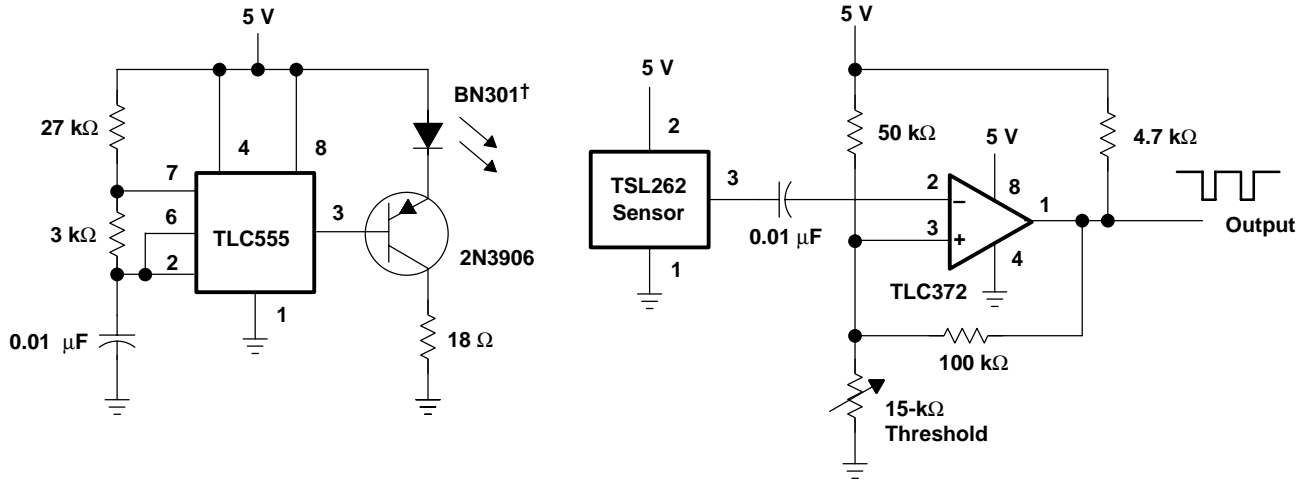 5 V
BN301†
27 kΩ
4
8
7
6
3 kΩ
TLC555
3
2
2N3906
1
0.01 μF
18 Ω
5 V
5 V
2
50 kΩ
5 V
4.7 kΩ
TSL262
Sensor
3
2
8
1
−
0.01 μF
Output
3
+
4
1
TLC372
100 kΩ
15-kΩ
Threshold